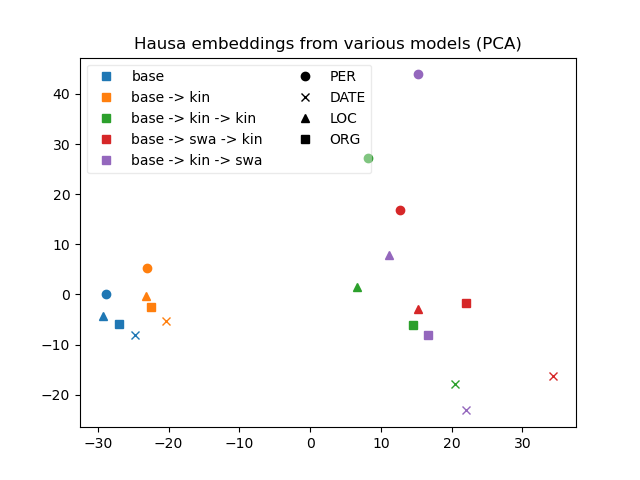 Hausa embeddings from various models (PCA)
base
base -> kin
base -> kin -> kin
base -> swa -> kin
base -> kin -> swa
PER
DATE
LOC
ORG
40
30
20
10
0
−10
−20
−30
−20
−10
0
10
20
30